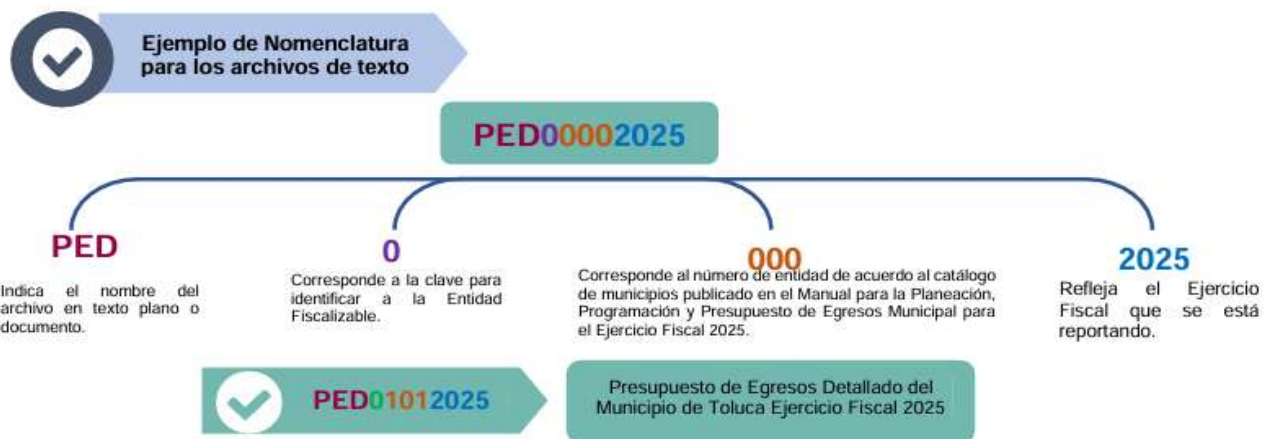 Ejemplo de Nomenclatura
para los archivos de texto
PED00002025
PED
Indica el nombre del
archivo en texto plano o
documento.
0
Corresponde a la clave para
identificar a la Entidad
Fiscalizable.
000
Corresponde al número de entidad de acuerdo al catálogo
de municipios publicado en el Manual para la Planeación,
Programación y Presupuesto de Egresos Municipal para
el Ejercicio Fiscal 2025.
2025
Refleja el Ejercicio
Fiscal que se está
reportando.
PED01012025
Presupuesto de Egresos Detallado del
Municipio de Toluca Ejercicio Fiscal 2025